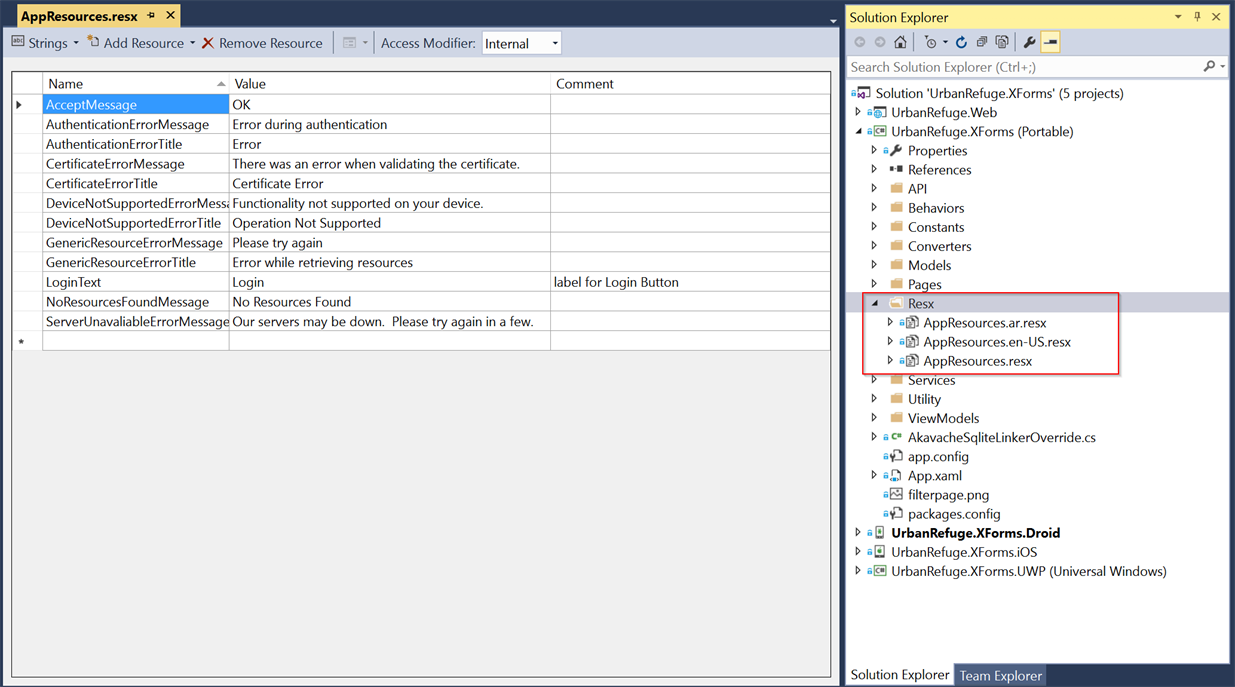 AppResources.resx
Strings Add Resource Remove Resource Access Modifier: Internal
Name Value Comment
AcceptMessage OK
AuthenticationErrorMessage Error during authentication
AuthenticationErrorTitle Error
CertificateErrorMessage There was an error when validating the certificate.
CertificateErrorTitle Certificate Error
DeviceNotSupportedErrorMessa Functionality not supported on your device.
DeviceNotSupportedErrorTitle Operation Not Supported
GenericResourceErrorMessage Please try again
GenericResourceErrorTitle Error while retrieving resources
LoginText Login label for Login Button
NoResourcesFoundMessage No Resources Found
ServerUnavaliableErrorMessage Our servers may be down.  Please try again in a few.
Solution Explorer
Search Solution Explorer (Ctrl+;)
Solution 'UrbanRefuge.XForms' (5 projects)
UrbanRefuge.Web
UrbanRefuge.XForms (Portable)
Properties
References
API
Behaviors
Constants
Converters
Models
Pages
Resx
AppResources.ar.resx
AppResources.en-US.resx
AppResources.resx
Services
Utility
ViewModels
AkavacheSqliteLinkerOverride.cs
app.config
App.xaml
filterpage.png
packages.config
UrbanRefuge.XForms.Droid
UrbanRefuge.XForms.iOS
UrbanRefuge.XForms.UWP (Universal Windows)
Solution Explorer Team Explorer